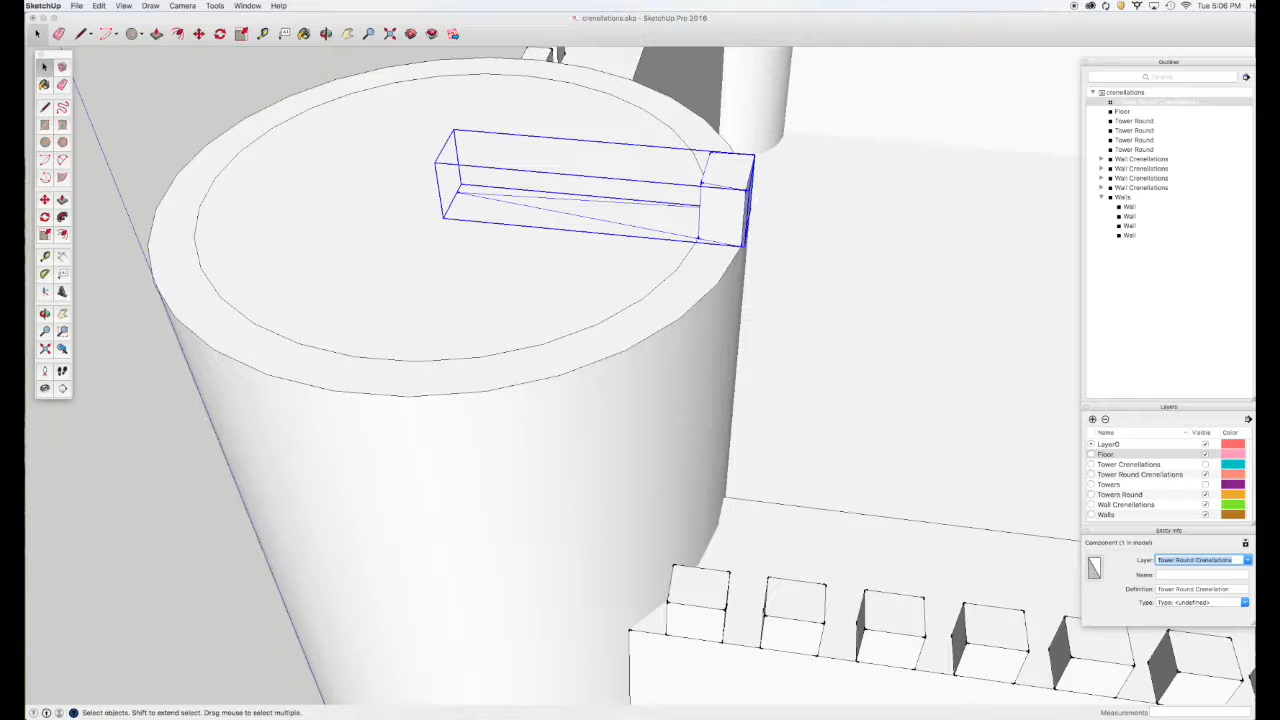 SketchUp File Edit View Draw Camera Tools Window Help
Tue 5:06 PM
crenellations.skp - SketchUp Pro 2016
Outliner
Search...
crenellations
Floor
Tower Round
Tower Round
Tower Round
Tower Round
Wall Crenellations
Wall Crenellations
Wall Crenellations
Wall Crenellations
Walls
Wall
Wall
Wall
Wall
Layers
Name Visible Color
Layer0
Floor
Tower Crenellations
Tower Round Crenellations
Towers
Towers Round
Wall Crenellations
Walls
Entity Info
Component (1 in model)
Layer: Tower Round Crenellations
Name:
Definition: Tower Round Crenellation
Type: Type: <undefined>
Select objects. Shift to extend select. Drag mouse to select multiple.
Measurements